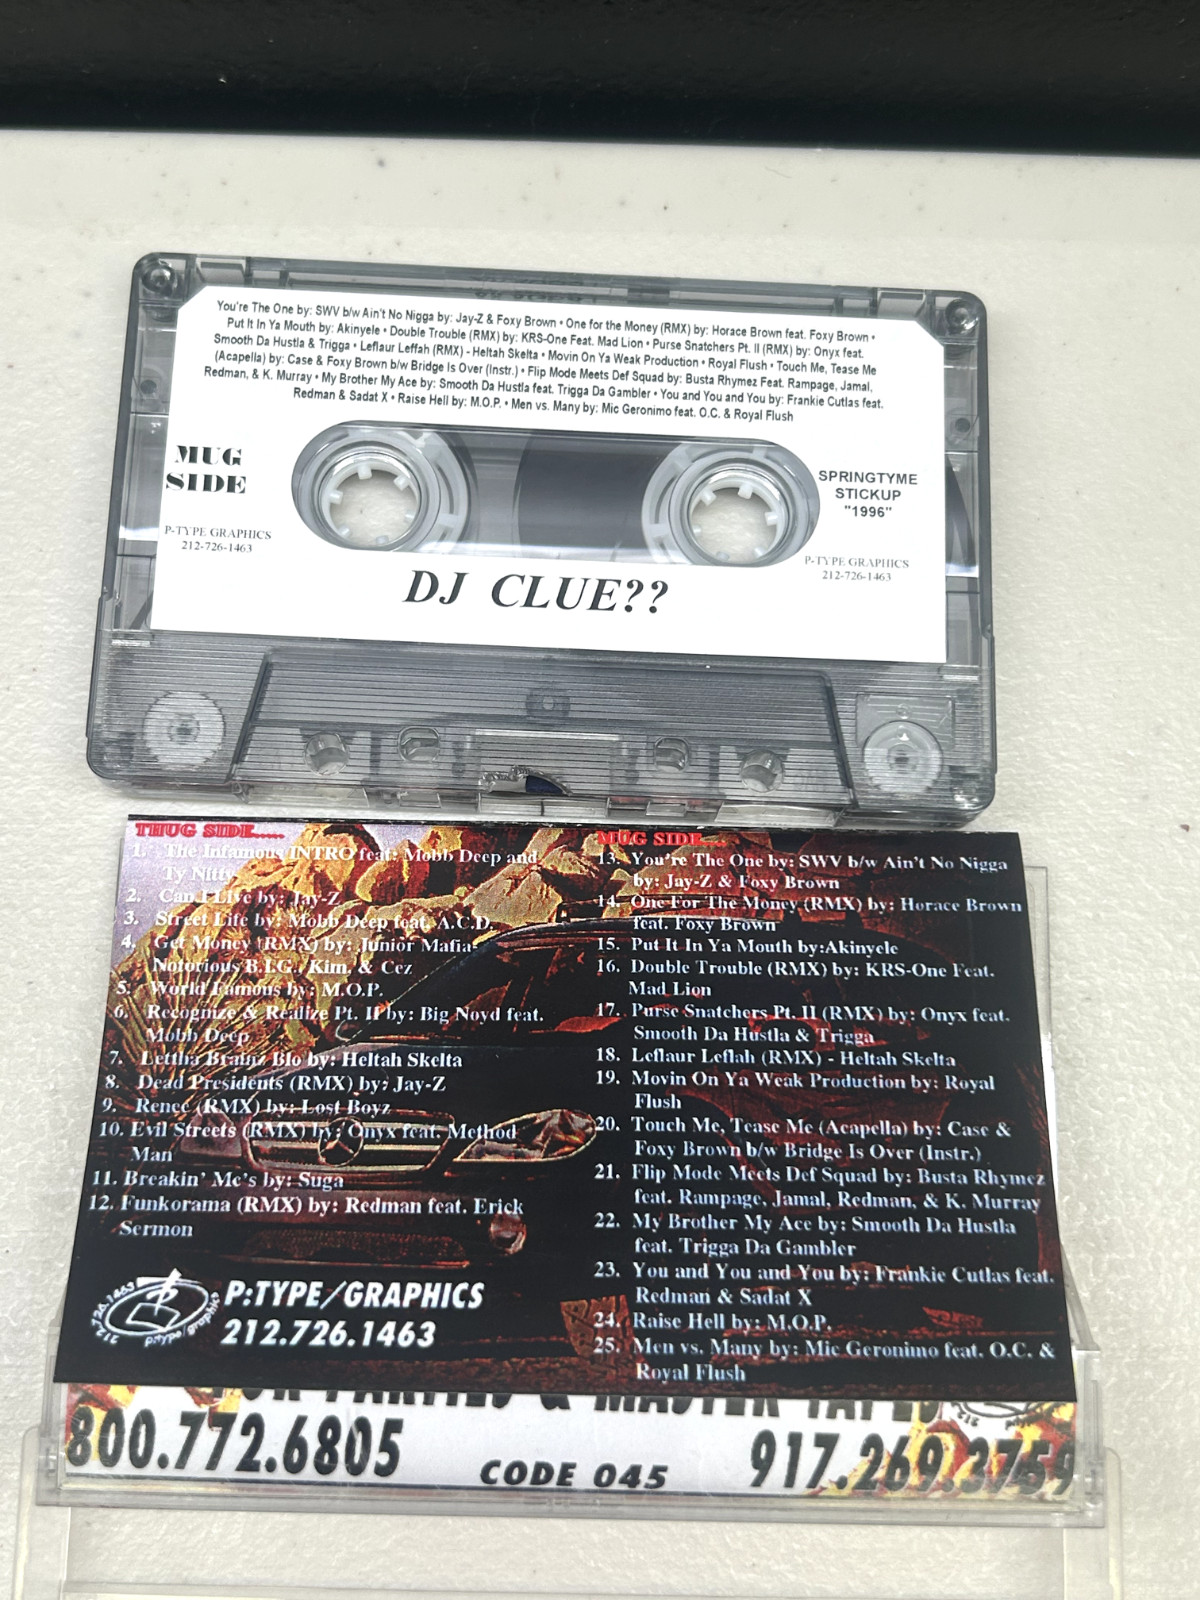 You're The One by: SWV b/w Ain't No Nigga by: Jay-Z & Foxy Brown • One for the Money (RMX) by: Horace Brown feat. Foxy Brown •
Put It In Ya Mouth by: Akinyele • Double Trouble (RMX) by: KRS-One Feat. Mad Lion • Purse Snatchers Pt. II (RMX) by: Onyx feat.
Smooth Da Hustla & Trigga • Leflaur Leffah (RMX) - Heltah Skelta • Movin On Ya Weak Production • Royal Flush • Touch Me, Tease Me
(Acapella) by: Case & Foxy Brown b/w Bridge Is Over (Instr.) • Flip Mode Meets Def Squad by: Busta Rhymez Feat. Rampage, Jamal,
Redman, & K. Murray • My Brother My Ace by: Smooth Da Hustla feat. Trigga Da Gambler • You and You and You by: Frankie Cutlas feat.
Redman & Sadat X • Raise Hell by: M.O.P. • Men vs. Many by: Mic Geronimo feat. O.C. & Royal Flush
MUG
SIDE
P-TYPE GRAPHICS
212-726-1463
SPRINGTYME
STICKUP
"1996"
P-TYPE GRAPHICS
212-726-1463
DJ CLUE??
THUG SIDE......
1. The Infamous INTRO feat: Mobb Deep and
Ty Nitty
2. Can I Live by: Jay-Z
3. Street Life by: Mobb Deep feat. A.C.D.
4. Get Money (RMX) by: Junior Mafia-
Notorious B.I.G., Kim, & Cez
5. World Famous by: M.O.P.
6. Recognize & Realize Pt. II by: Big Noyd feat.
Mobb Deep
7. Lettha Brainz Blo by: Heltah Skelta
8. Dead Presidents (RMX) by: Jay-Z
9. Renee (RMX) by: Lost Boyz
10. Evil Streets (RMX) by: Onyx feat. Method
Man
11. Breakin' Mc's by: Suga
12. Funkorama (RMX) by: Redman feat. Erick
Sermon
212.726.1463
p:type/graphics
P:TYPE/GRAPHICS
212.726.1463
MUG SIDE....
13. You're The One by: SWV b/w Ain't No Nigga
by: Jay-Z & Foxy Brown
14. One For The Money (RMX) by: Horace Brown
feat. Foxy Brown
15. Put It In Ya Mouth by:Akinyele
16. Double Trouble (RMX) by: KRS-One Feat.
Mad Lion
17. Purse Snatchers Pt. II (RMX) by: Onyx feat.
Smooth Da Hustla & Trigga
18. Leflaur Leflah (RMX) - Heltah Skelta
19. Movin On Ya Weak Production by: Royal
Flush
20. Touch Me, Tease Me (Acapella) by: Case &
Foxy Brown b/w Bridge Is Over (Instr.)
21. Flip Mode Meets Def Squad by: Busta Rhymez
feat. Rampage, Jamal, Redman, & K. Murray
22. My Brother My Ace by: Smooth Da Hustla
feat. Trigga Da Gambler
23. You and You and You by: Frankie Cutlas feat.
Redman & Sadat X
24. Raise Hell by: M.O.P.
25. Men vs. Many by: Mic Geronimo feat. O.C. &
Royal Flush
FOR PARTIES & MASTER TAPES
800.772.6805
CODE 045
917.269.3759